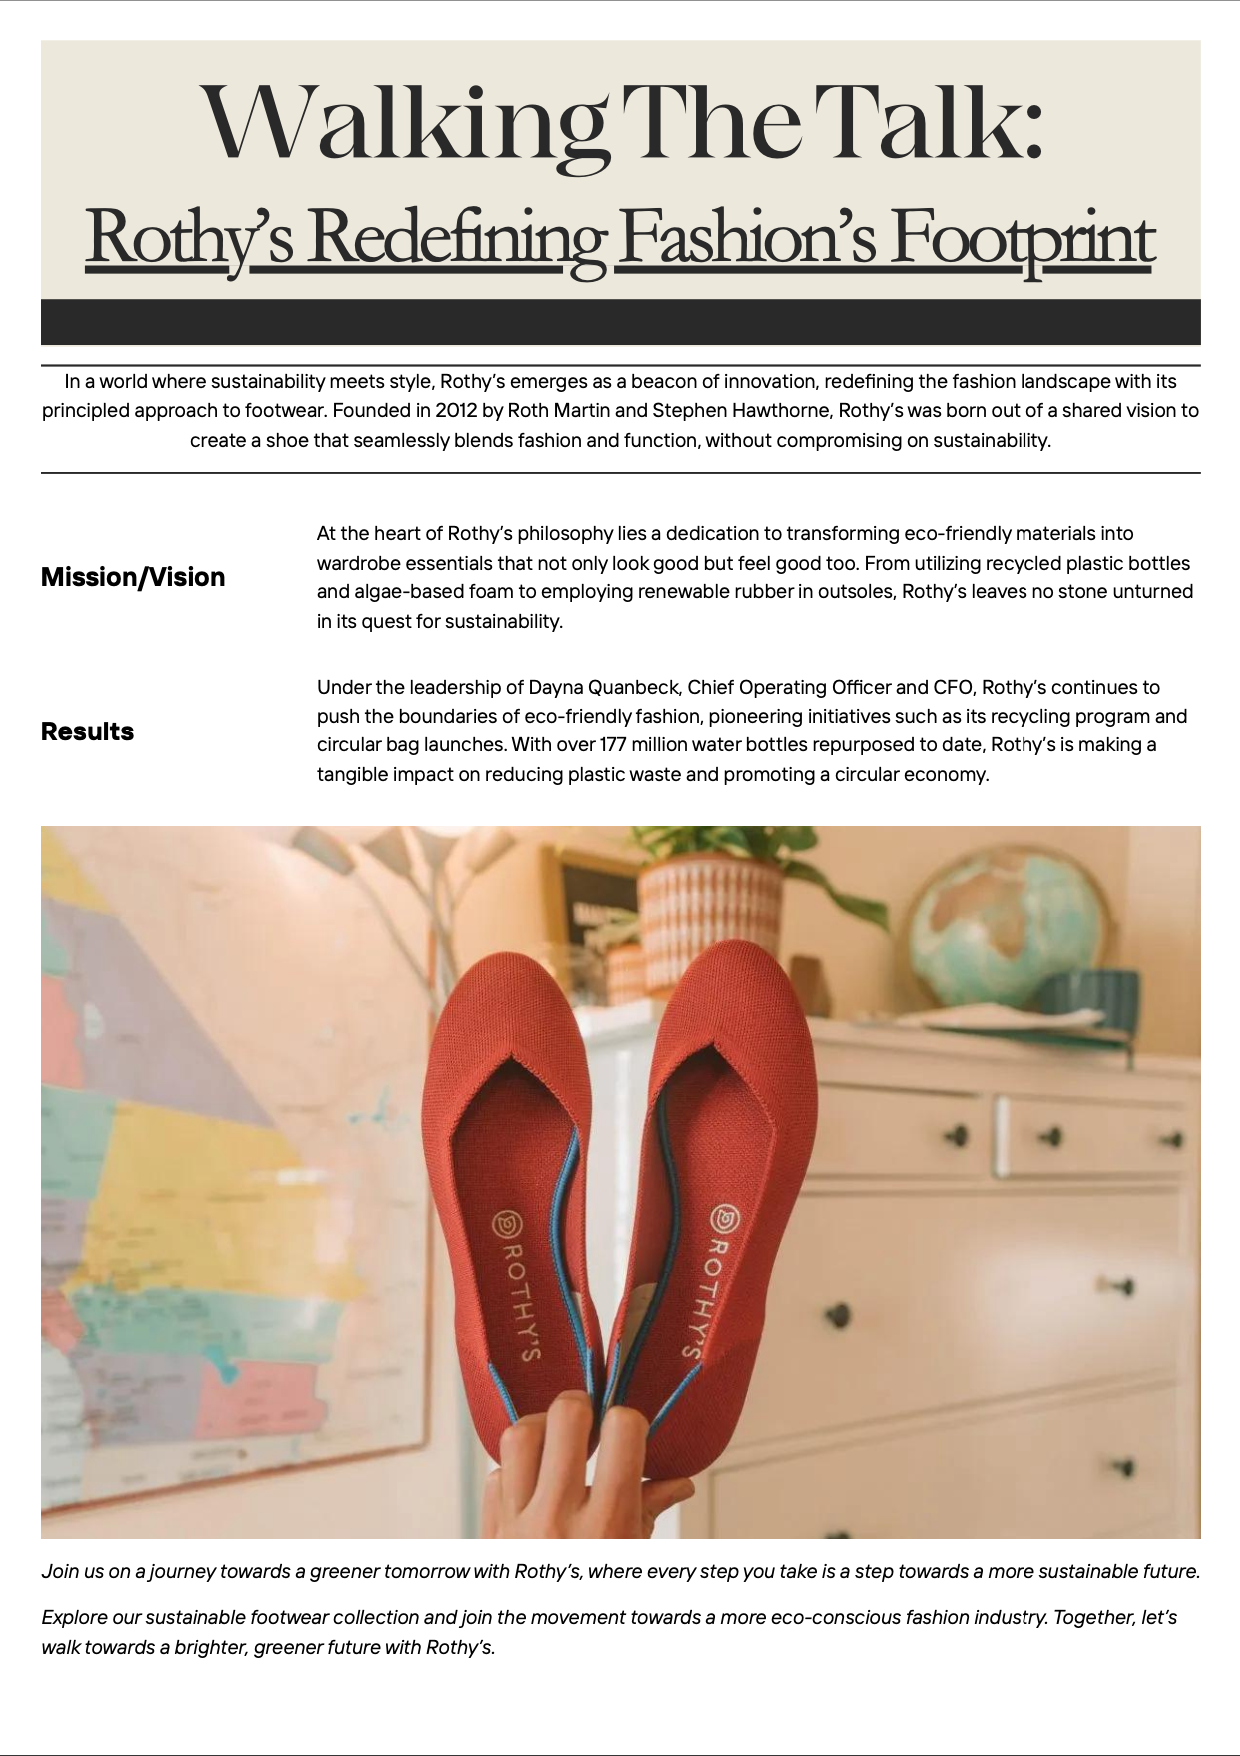 Walking The Talk:
Rothy's Redefining Fashion's Footprint
In a world where sustainability meets style, Rothy's emerges as a beacon of innovation, redefining the fashion landscape with its
principled approach to footwear. Founded in 2012 by Roth Martin and Stephen Hawthorne, Rothy's was born out of a shared vision to
create a shoe that seamlessly blends fashion and function, without compromising on sustainability.
Mission/Vision
At the heart of Rothy's philosophy lies a dedication to transforming eco-friendly materials into
wardrobe essentials that not only look good but feel good too. From utilizing recycled plastic bottles
and algae-based foam to employing renewable rubber in outsoles, Rothy's leaves no stone unturned
in its quest for sustainability.
Results
Under the leadership of Dayna Quanbeck, Chief Operating Officer and CFO, Rothy's continues to
push the boundaries of eco-friendly fashion, pioneering initiatives such as its recycling program and
circular bag launches. With over 177 million water bottles repurposed to date, Rothy's is making a
tangible impact on reducing plastic waste and promoting a circular economy.
ROTHY'S
ROTHY'S
Join us on a journey towards a greener tomorrow with Rothy's, where every step you take is a step towards a more sustainable future.
Explore our sustainable footwear collection and join the movement towards a more eco-conscious fashion industry. Together, let's
walk towards a brighter, greener future with Rothy's.